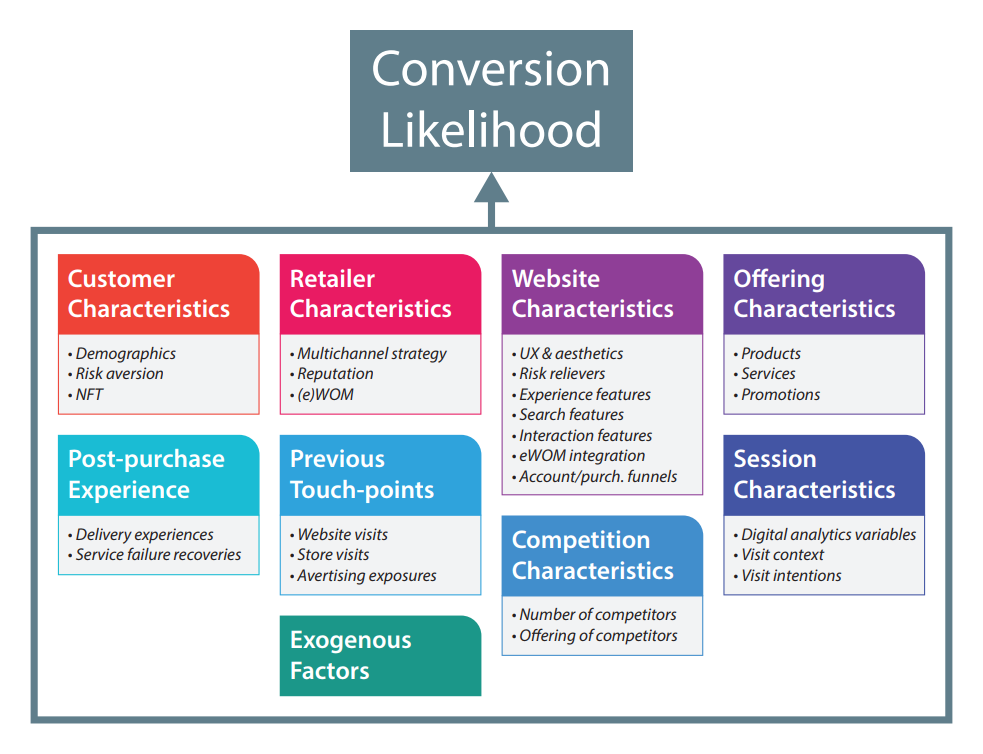 Conversion
Likelihood
Customer
Characteristics
• Demographics
• Risk aversion
• NFT
Retailer
Characteristics
• Multichannel strategy
• Reputation
• (e)WOM
Website
Characteristics
• UX & aesthetics
• Risk relievers
• Experience features
• Search features
• Interaction features
• eWOM integration
• Account/purch. funnels
Offering
Characteristics
• Products
• Services
• Promotions
Post-purchase
Experience
• Delivery experiences
• Service failure recoveries
Previous
Touch-points
• Website visits
• Store visits
• Avertising exposures
Competition
Characteristics
• Number of competitors
• Offering of competitors
Session
Characteristics
• Digital analytics variables
• Visit context
• Visit intentions
Exogenous
Factors